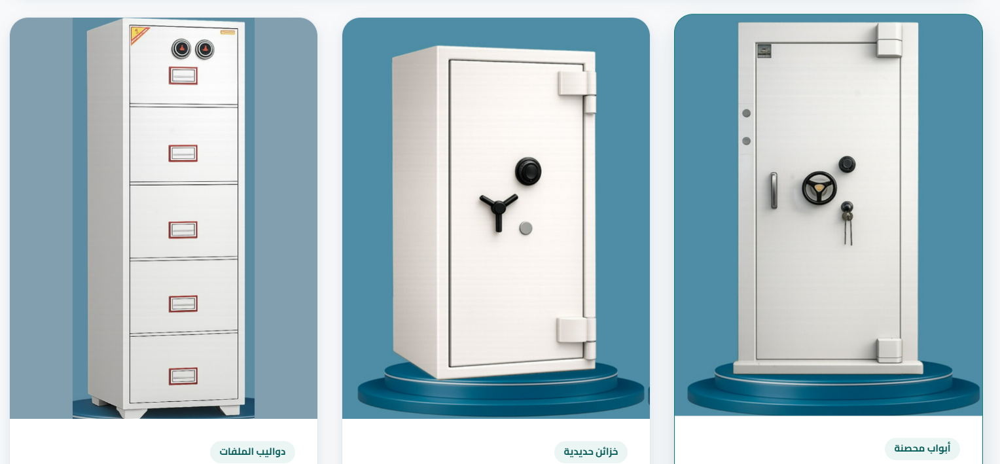 أبواب محصنة
خزائن حديدية
دواليب الملفات